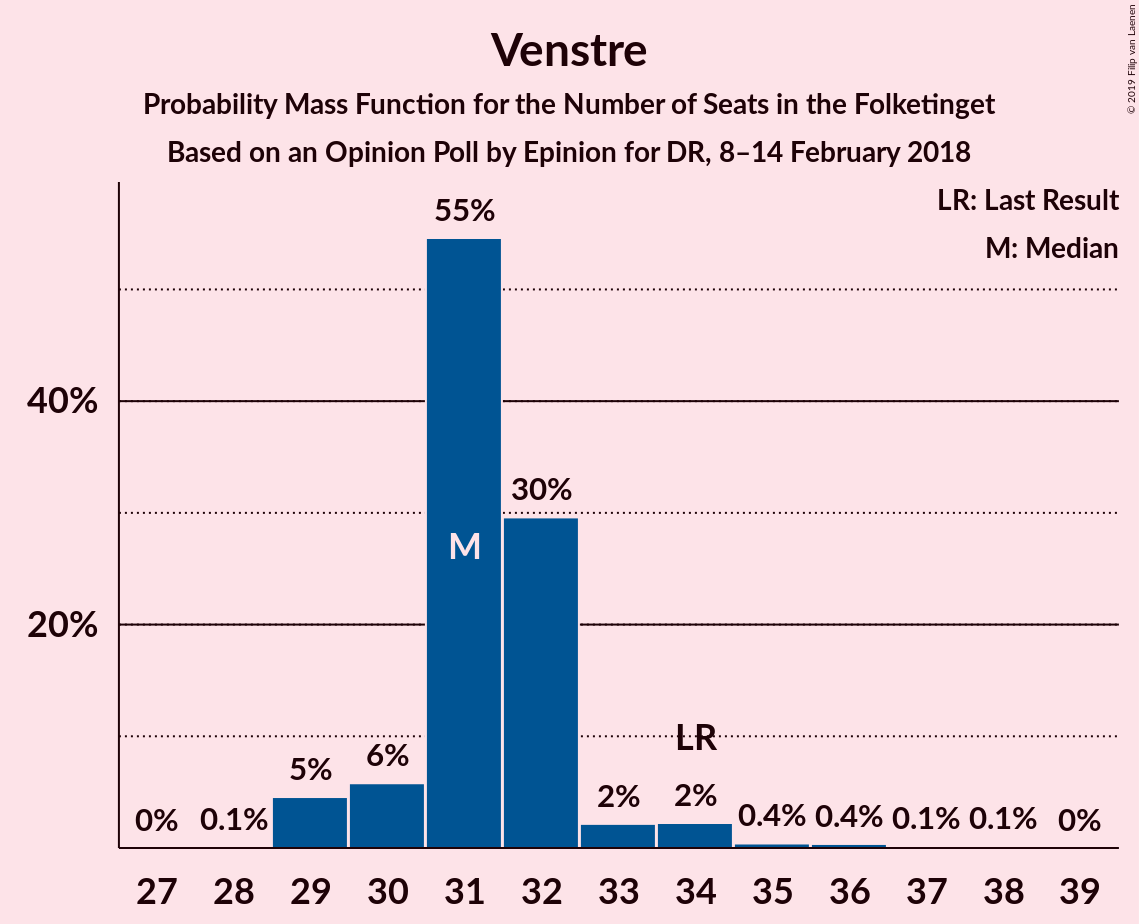 Venstre
Probability Mass Function for the Number of Seats in the Folketinget
Based on an Opinion Poll by Epinion for DR, 8–14 February 2018
© 2019 Filip van Laenen
LR: Last Result
M: Median
55%
40%
30%
M
20%
LR
5%
6%
2%
2%
0%
0.1%
0.4%
0.4%
0.1%
0.1%
0%
27 28 29 30 31 32 33 34 35 36 37 38 39